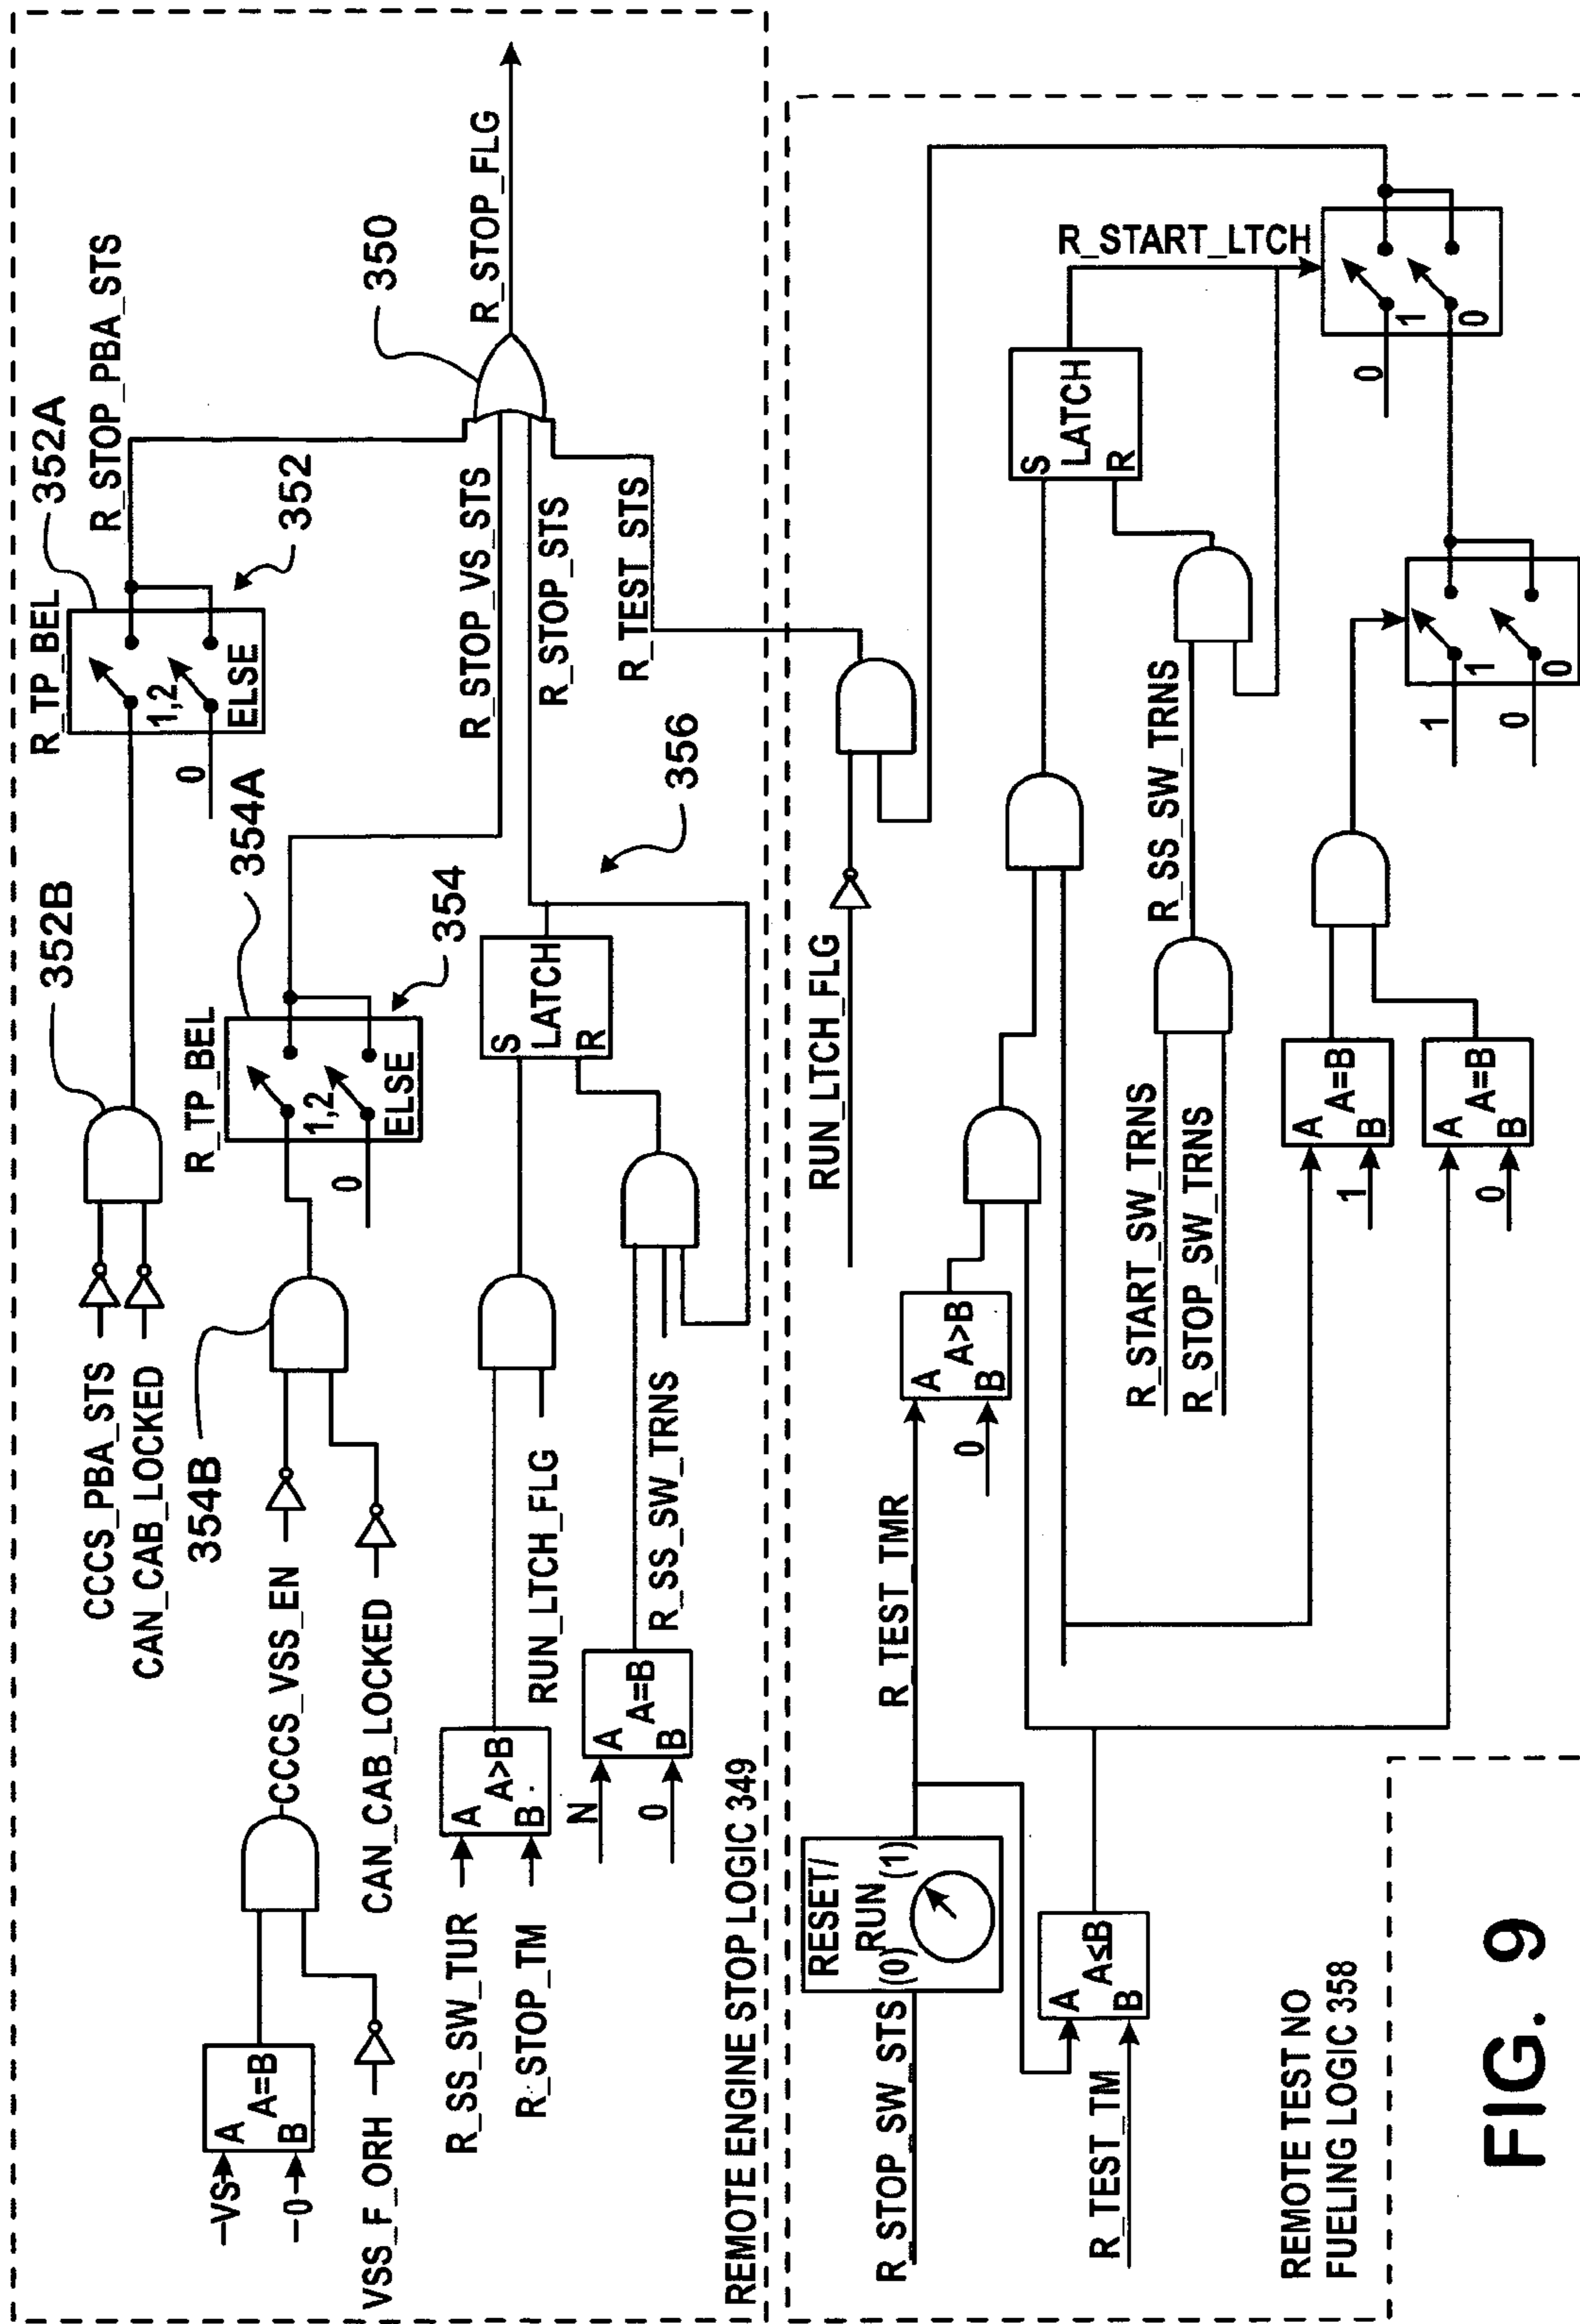 R_TP_BEL
352A
R_STOP_PBA_STS
352B
CCCS_PBA_STS
CAN_CAB_LOCKED
1,2
0
ELSE
352
350
R_STOP_FLG
R_TP_BEL
354A
354B
-VS-
A
A=B
-0-
B
CCCS_VSS_EN
1,2
0
ELSE
354
R_STOP_VS_STS
VSS_F_ORH
CAN_CAB_LOCKED
R_SS_SW_TUR
A
A>B
R_STOP_TM
B
RUN_LTCH_FLG
S
LATCH
R
R_STOP_STS
356
N
A
A=B
0
B
R_SS_SW_TRNS
R_TEST_STS
REMOTE ENGINE STOP LOGIC 349
RUN_LTCH_FLG
R_STOP_SW_STS
RESET/
RUN
(0)
(1)
R_TEST_TMR
A
A>B
0
B
S
LATCH
R
R_START_LTCH
R_TEST_TM
A
A≤B
B
R_START_SW_TRNS
R_STOP_SW_TRNS
R_SS_SW_TRNS
0
1
0
A
A=B
1
B
A
A=B
0
B
1
1
0
0
REMOTE TEST NO
FUELING LOGIC 358
FIG. 9